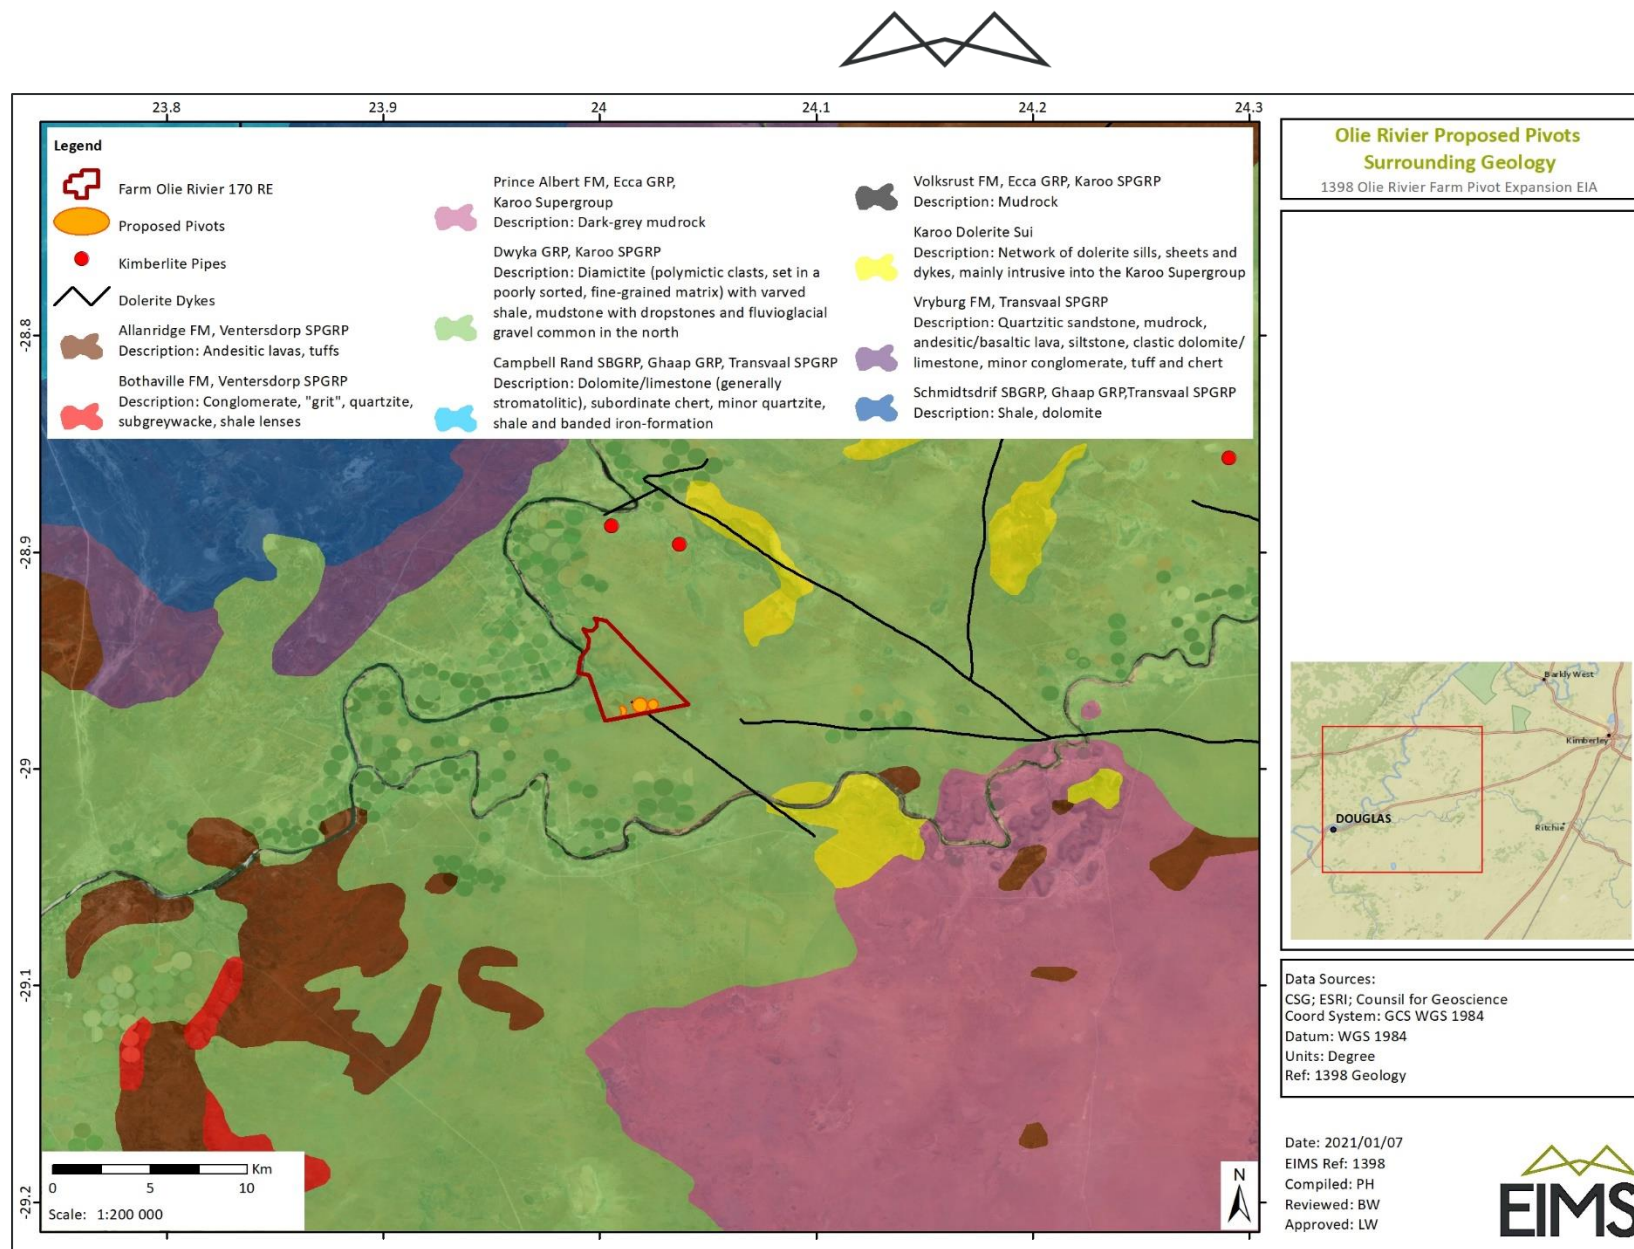 23.8
23.9
24
24.1
24.2
24.3
-28.8
-28.9
-29
-29.1
-29.2
Legend
Farm Olie Rivier 170 RE
Proposed Pivots
Kimberlite Pipes
Dolerite Dykes
Allanridge FM, Ventersdorp SPGRP
Description: Andesitic lavas, tuffs
Bothaville FM, Ventersdorp SPGRP
Description: Conglomerate, "grit", quartzite,
subgreywacke, shale lenses
Prince Albert FM, Ecca GRP,
Karoo Supergroup
Description: Dark-grey mudrock
Dwyka GRP, Karoo SPGRP
Description: Diamictite (polymictic clasts, set in a
poorly sorted, fine-grained matrix) with varved
shale, mudstone with dropstones and fluvioglacial
gravel common in the north
Campbell Rand SBGRP, Ghaap GRP, Transvaal SPGRP
Description: Dolomite/limestone (generally
stromatolitic), subordinate chert, minor quartzite,
shale and banded iron-formation
Volksrust FM, Ecca GRP, Karoo SPGRP
Description: Mudrock
Karoo Dolerite Sui
Description: Network of dolerite sills, sheets and
dykes, mainly intrusive into the Karoo Supergroup
Vryburg FM, Transvaal SPGRP
Description: Quartzitic sandstone, mudrock,
andesitic/basaltic lava, siltstone, clastic dolomite/
limestone, minor conglomerate, tuff and chert
Schmidtsdrif SBGRP, Ghaap GRP,Transvaal SPGRP
Description: Shale, dolomite
Km
0 5 10
Scale: 1:200 000
N
Olie Rivier Proposed Pivots
Surrounding Geology
1398 Olie Rivier Farm Pivot Expansion EIA
Barkly West
Kimberley
DOUGLAS
Ritchie
Data Sources:
CSG; ESRI; Counsil for Geoscience
Coord System: GCS WGS 1984
Datum: WGS 1984
Units: Degree
Ref: 1398 Geology
Date: 2021/01/07
EIMS Ref: 1398
Compiled: PH
Reviewed: BW
Approved: LW
EIMS